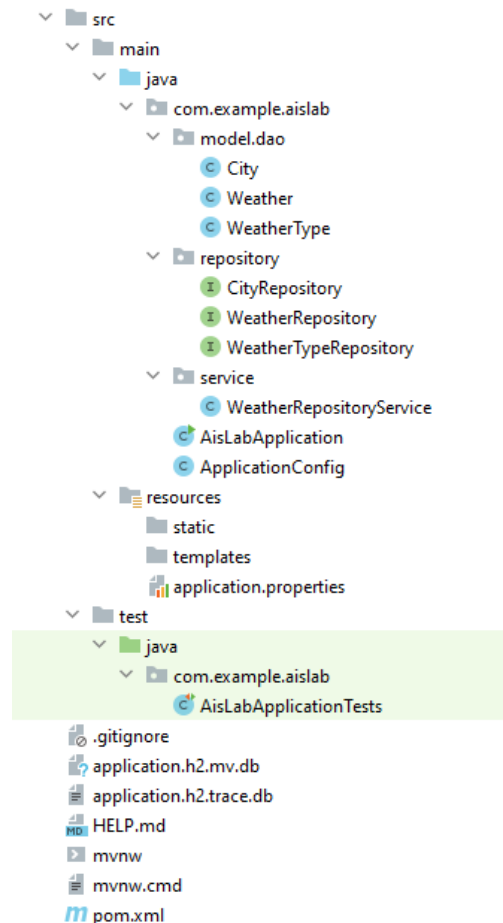 src
main
java
com.example.aislab
model.dao
C City
C Weather
C WeatherType
repository
I CityRepository
I WeatherRepository
I WeatherTypeRepository
service
C WeatherRepositoryService
C AisLabApplication
C ApplicationConfig
resources
static
templates
application.properties
test
java
com.example.aislab
C AisLabApplicationTests
.gitignore
? application.h2.mv.db
application.h2.trace.db
MD HELP.md
mvnw
mvnw.cmd
m pom.xml